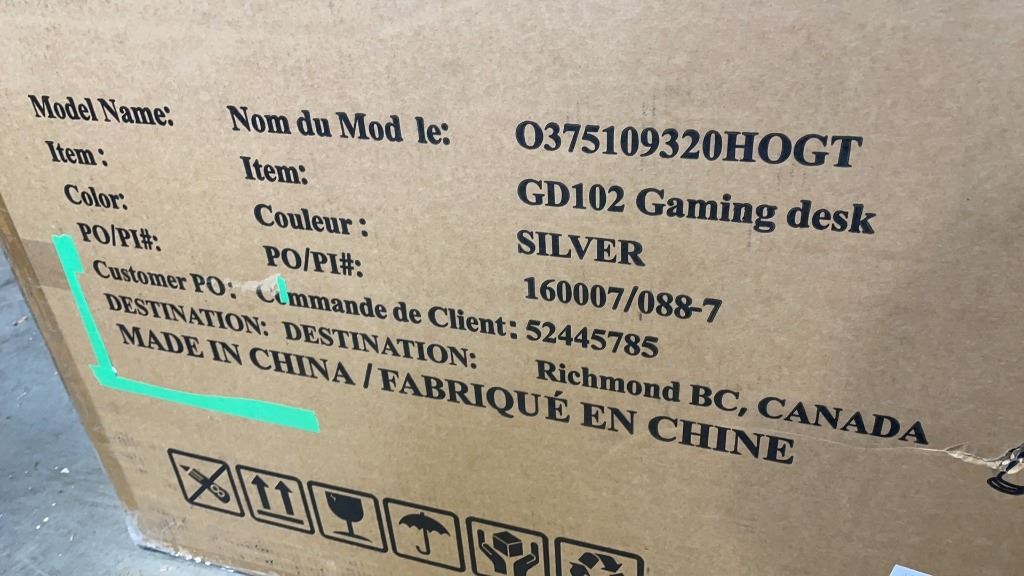 Model Name: Nom du Mod le: O375109320HOGT
Item: Item: GD102 Gaming desk
Color: Couleur : SILVER
PO/PI#: PO/PI#: 160007/088-7
Customer PO: Commande de Client: 52445785
DESTINATION: DESTINATION: Richmond BC, CANADA
MADE IN CHINA / FABRIQUÉ EN CHINE